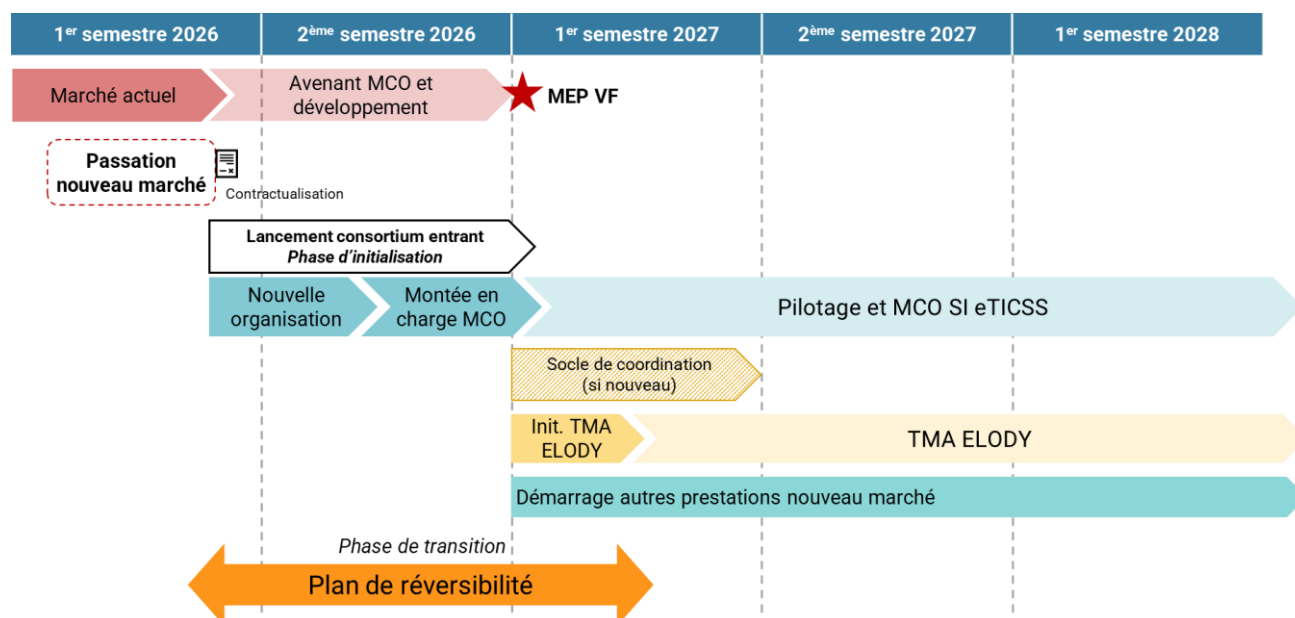 1er semestre 2026
2ème semestre 2026
1er semestre 2027
2ème semestre 2027
1er semestre 2028
Marché actuel
Avenant MCO et
développement
MEP VF
Passation
nouveau marché
Contractualisation
Lancement consortium entrant
Phase d'initialisation
Nouvelle
organisation
Montée en
charge MCO
Pilotage et MCO SI eTICSS
Socle de coordination
(si nouveau)
Init. TMA
ELODY
TMA ELODY
Démarrage autres prestations nouveau marché
Phase de transition
Plan de réversibilité